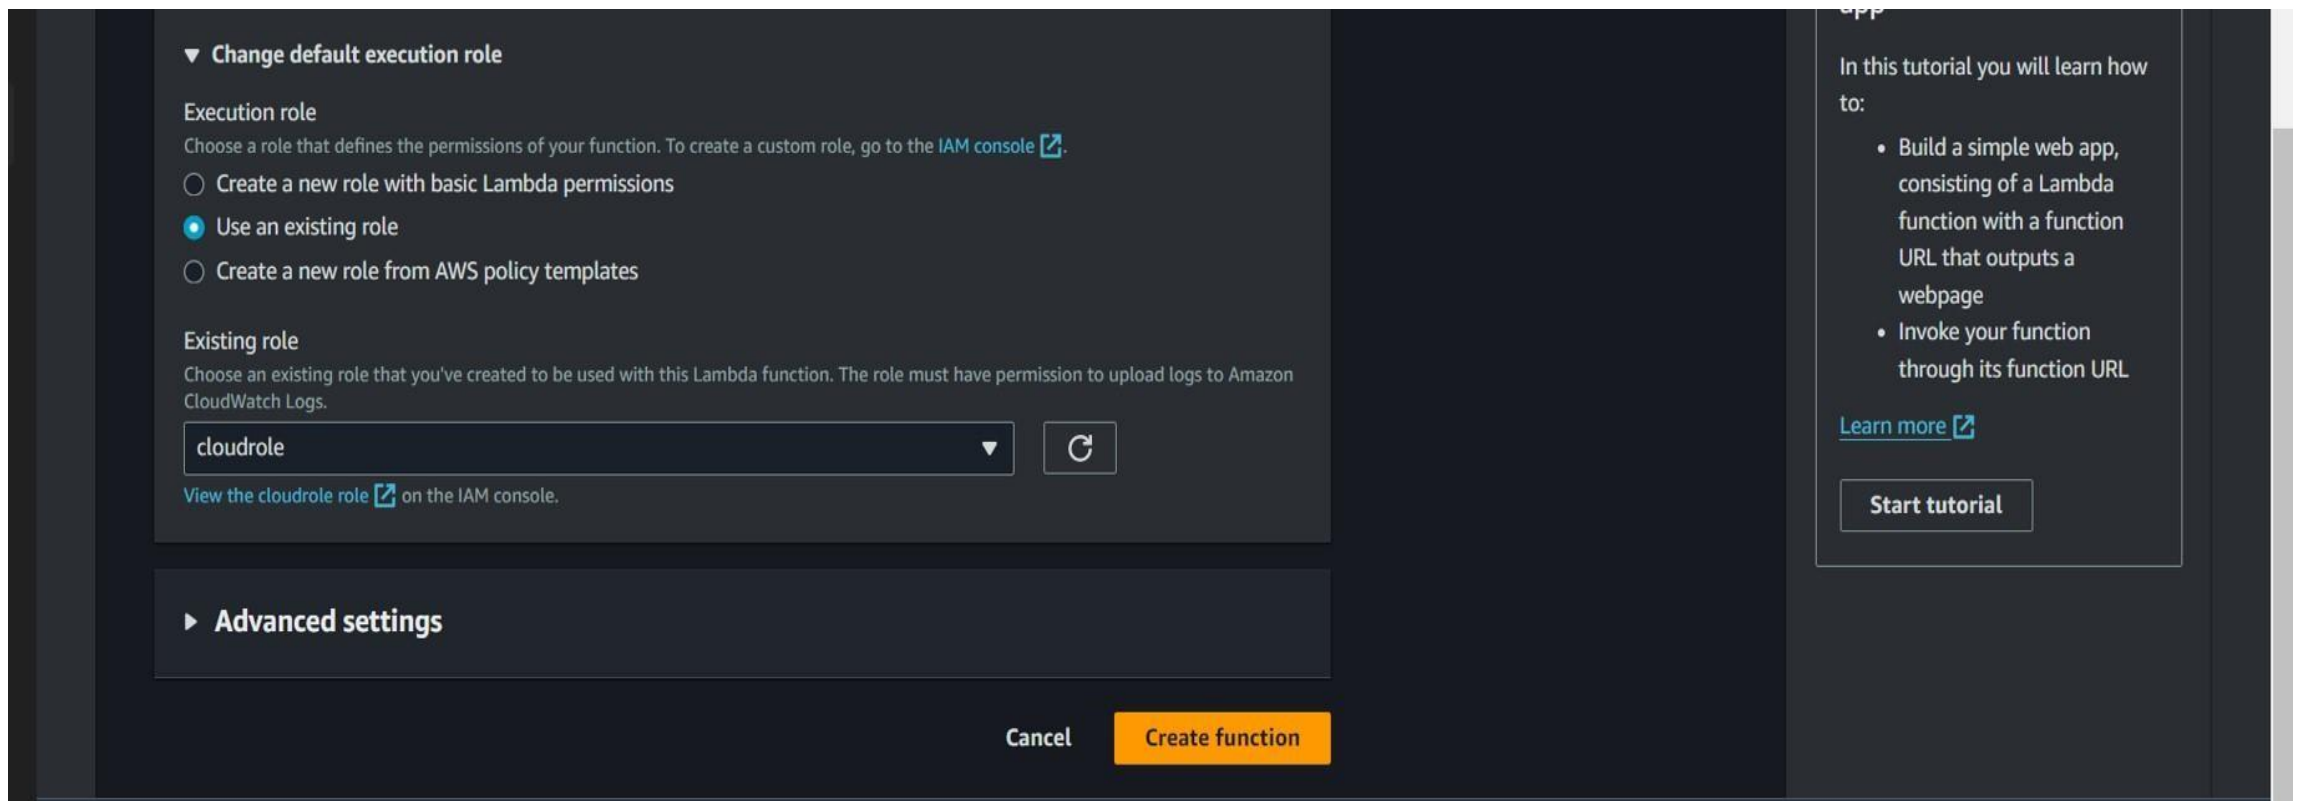 Change default execution role
Execution role
Choose a role that defines the permissions of your function. To create a custom role, go to the IAM console.
Create a new role with basic Lambda permissions
Use an existing role
Create a new role from AWS policy templates
Existing role
Choose an existing role that you've created to be used with this Lambda function. The role must have permission to upload logs to Amazon
CloudWatch Logs.
cloudrole
View the cloudrole role on the IAM console.
Advanced settings
Cancel
Create function
app
In this tutorial you will learn how
to:
• Build a simple web app,
consisting of a Lambda
function with a function
URL that outputs a
webpage
• Invoke your function
through its function URL
Learn more
Start tutorial